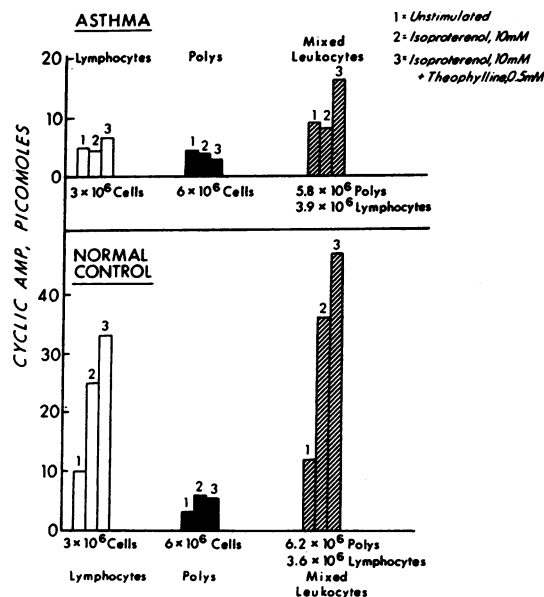 ASTHMA
Lymphocytes
Polys
Mixed
Leukocytes
1= Unstimulated
2= Isoproterenol, 10mM
3= Isoproterenol, 10mM
+ Theophylline, 0.5mM
CYCLIC AMP, PICOMOLES
20
10
0
1 2 3
1 2 3
1 2 3
3 × 10⁶ Cells
6 × 10⁶ Cells
5.8 × 10⁶ Polys
3.9 × 10⁶ Lymphocytes
NORMAL
CONTROL
40
30
20
10
0
1 2 3
1 2 3
1 2 3
3 × 10⁶ Cells
6 × 10⁶ Cells
6.2 × 10⁶ Polys
3.6 × 10⁶ Lymphocytes
Lymphocytes
Polys
Mixed
Leukocytes